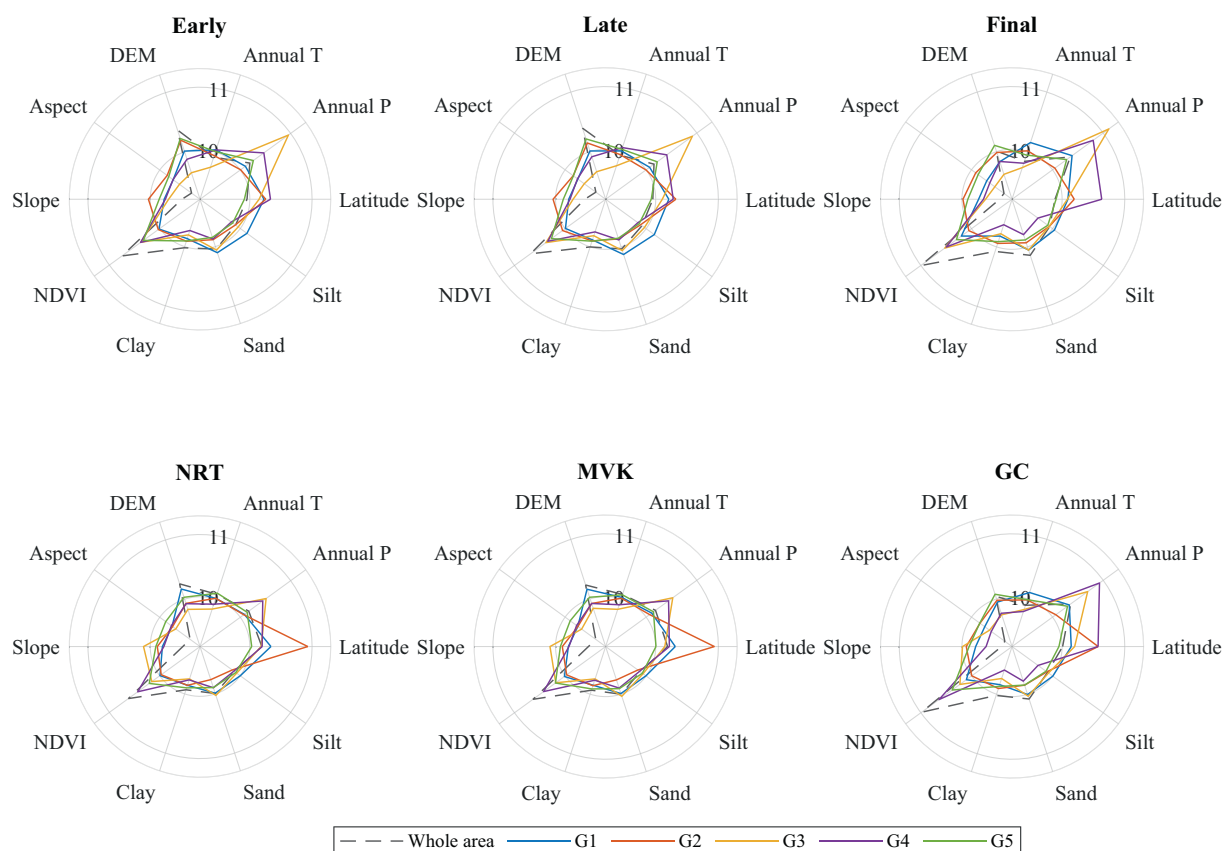 Early
DEM
Annual T
11
Aspect
Annual P
10
Slope
Latitude
NDVI
Silt
Clay
Sand
Late
DEM
Annual T
11
Aspect
Annual P
10
Slope
Latitude
NDVI
Silt
Clay
Sand
Final
DEM
Annual T
11
Aspect
Annual P
10
Slope
Latitude
NDVI
Silt
Clay
Sand
NRT
DEM
Annual T
11
Aspect
Annual P
10
Slope
Latitude
NDVI
Silt
Clay
Sand
MVK
DEM
Annual T
11
Aspect
Annual P
10
Slope
Latitude
NDVI
Silt
Clay
Sand
GC
DEM
Annual T
11
Aspect
Annual P
10
Slope
Latitude
NDVI
Silt
Clay
Sand
Whole area G1 G2 G3 G4 G5